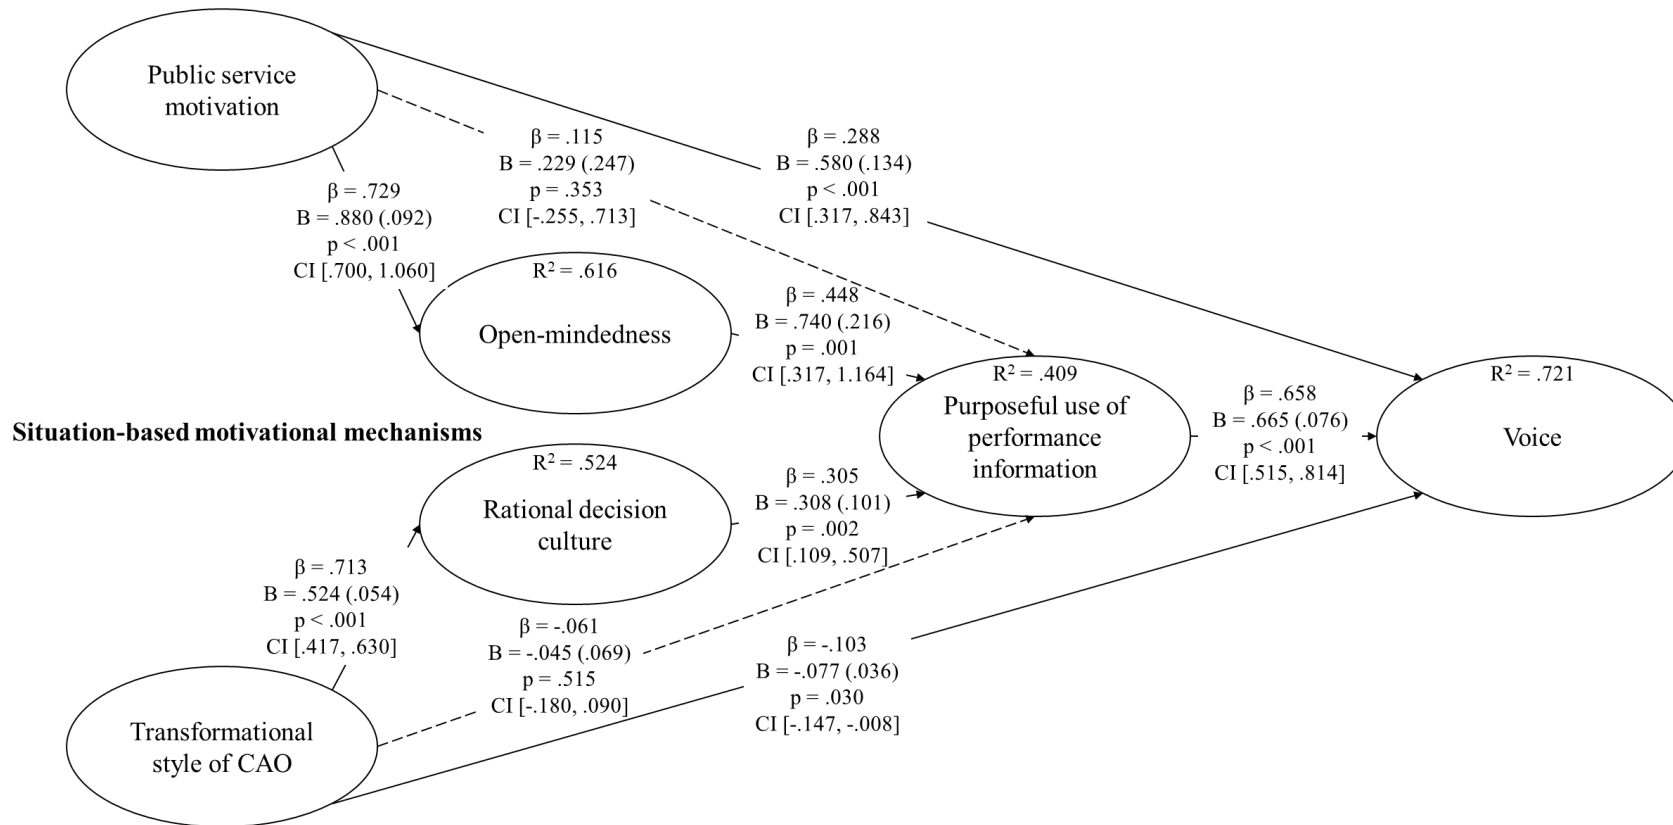 Public service
motivation
β = .115
B = .229 (.247)
p = .353
CI [-.255, .713]
β = .288
B = .580 (.134)
p < .001
CI [.317, .843]
β = .729
B = .880 (.092)
p < .001
CI [.700, 1.060]
R² = .616
Open-mindedness
β = .448
B = .740 (.216)
p = .001
CI [.317, 1.164]
R² = .409
Purposeful use of
performance
information
β = .658
B = .665 (.076)
p < .001
CI [.515, .814]
R² = .721
Voice
Situation-based motivational mechanisms
R² = .524
Rational decision
culture
β = .305
B = .308 (.101)
p = .002
CI [.109, .507]
β = .713
B = .524 (.054)
p < .001
CI [.417, .630]
β = -.061
B = -.045 (.069)
p = .515
CI [-.180, .090]
β = -.103
B = -.077 (.036)
p = .030
CI [-.147, -.008]
Transformational
style of CAO